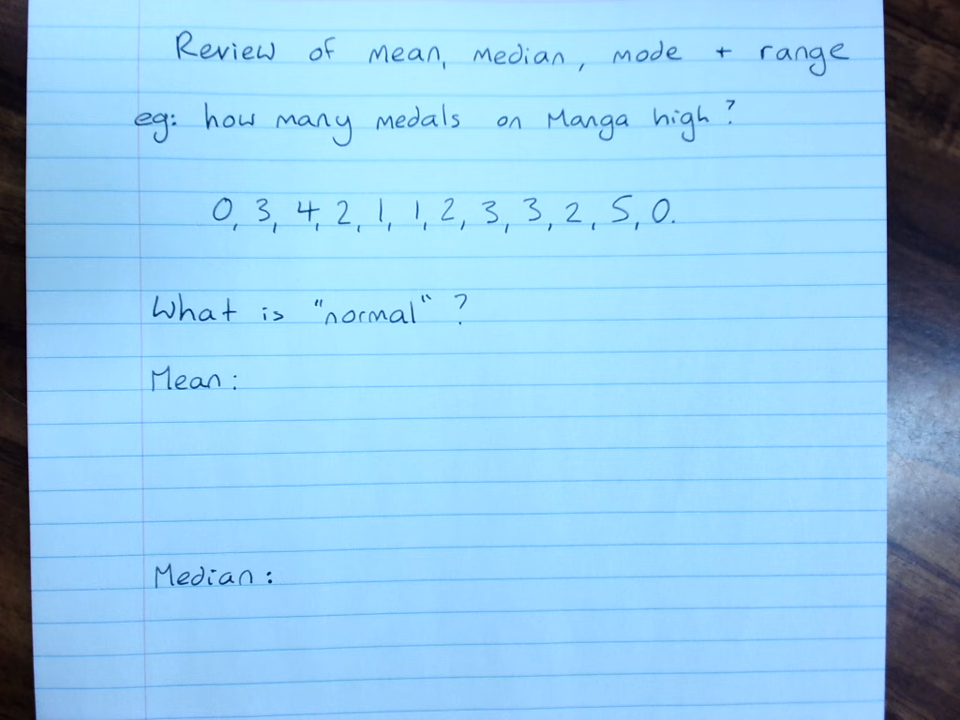 Review of mean, median, mode + range
eg: how many medals on Manga high?
0, 3, 4, 2, 1, 1, 2, 3, 3, 2, 5, 0.
What is "normal"?
Mean:
Median: